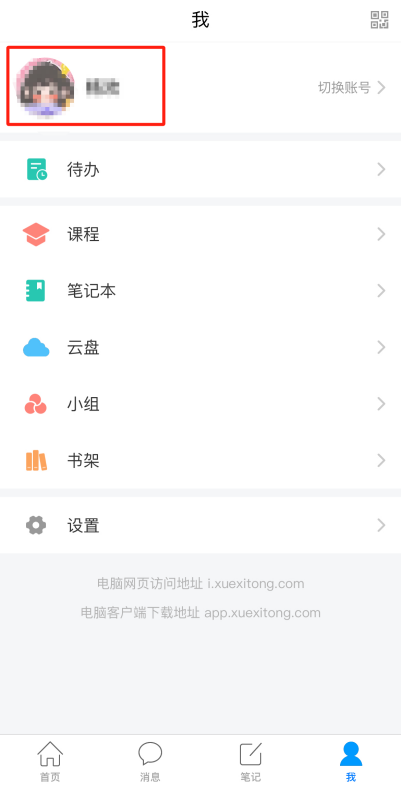 我
切换账号
待办
课程
笔记本
云盘
小组
书架
设置
电脑网页访问地址 i.xuexitong.com
电脑客户端下载地址 app.xuexitong.com
首页
消息
笔记
我